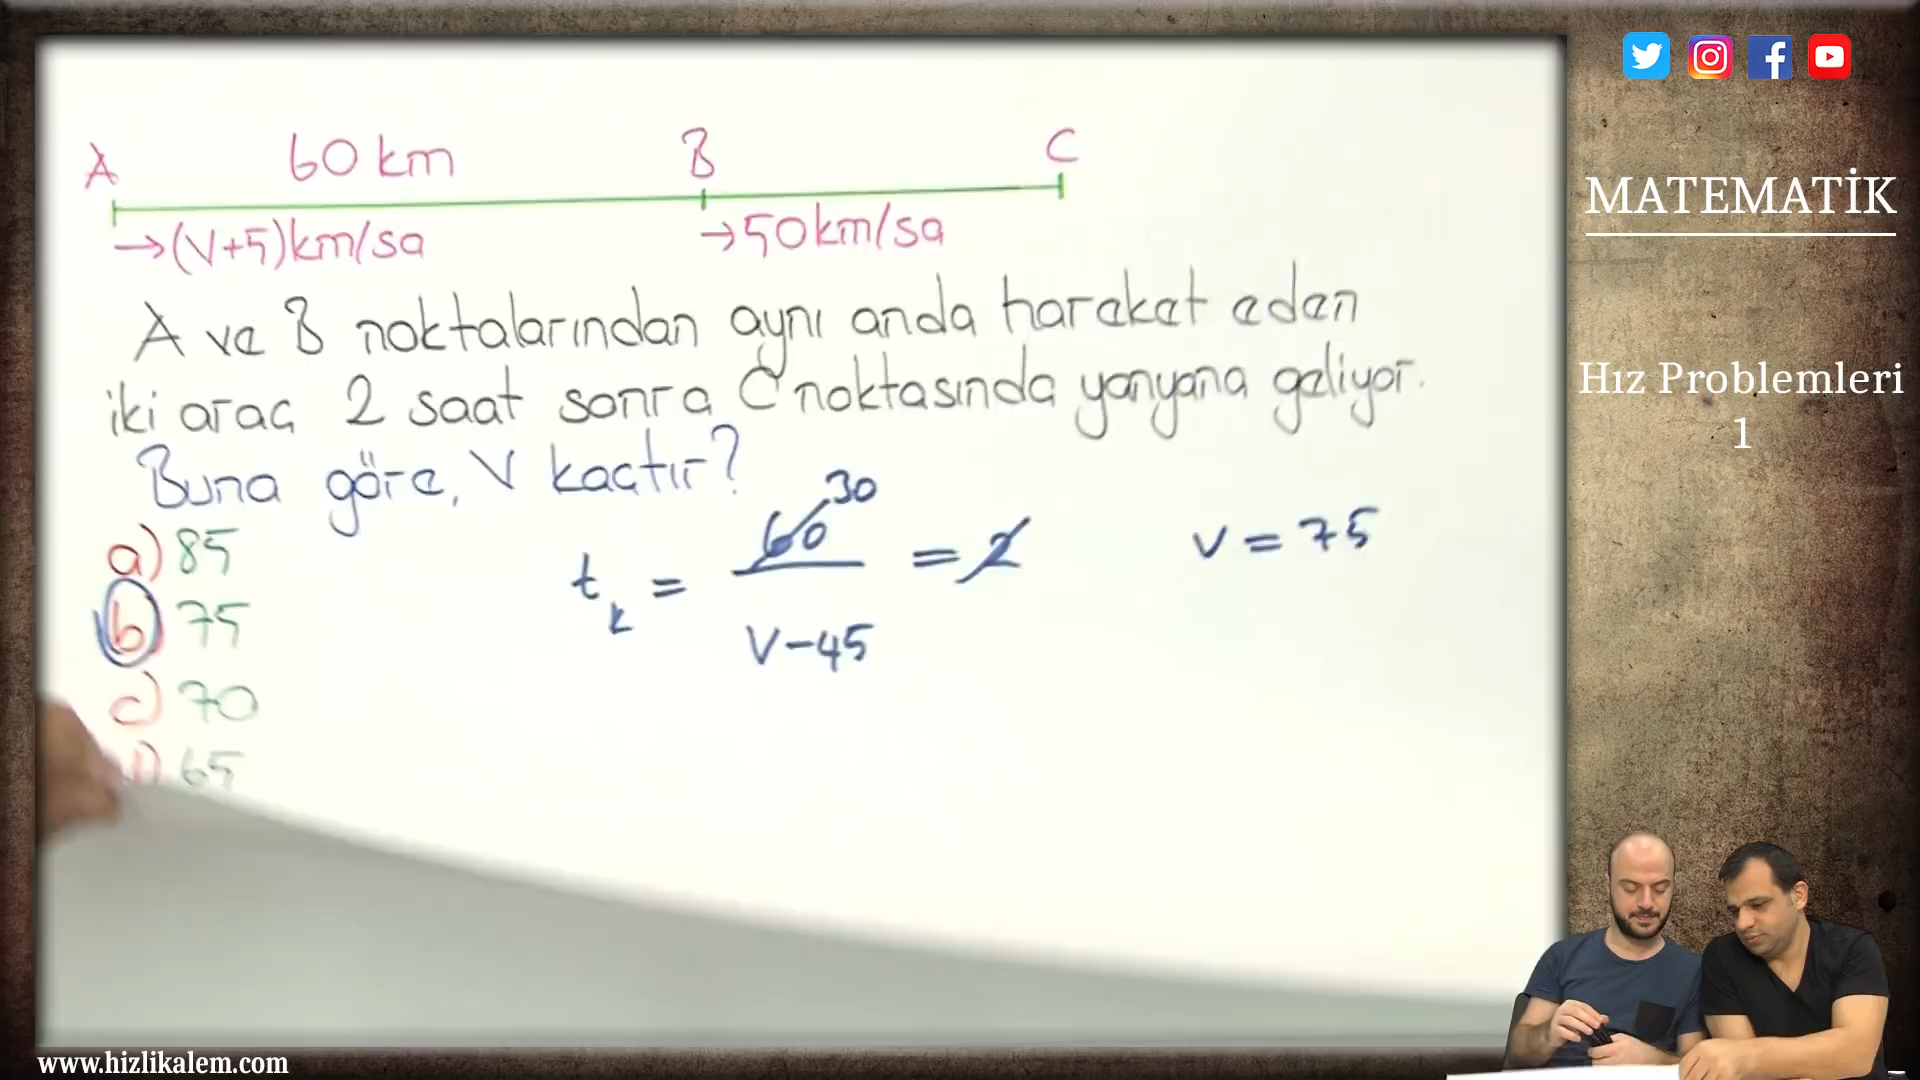 A 60 km B C
→(V+5)km/sa →50km/sa
A ve B noktalarından aynı anda hareket eden
iki araç 2 saat sonra C noktasında yanyana geliyor.
Buna göre, V kaçtır?
a) 85
b) 75
c) 70
d) 65
t_k = 60/(V-45) = 2
30
V = 75
MATEMATİK
Hız Problemleri
1
www.hizlikalem.com